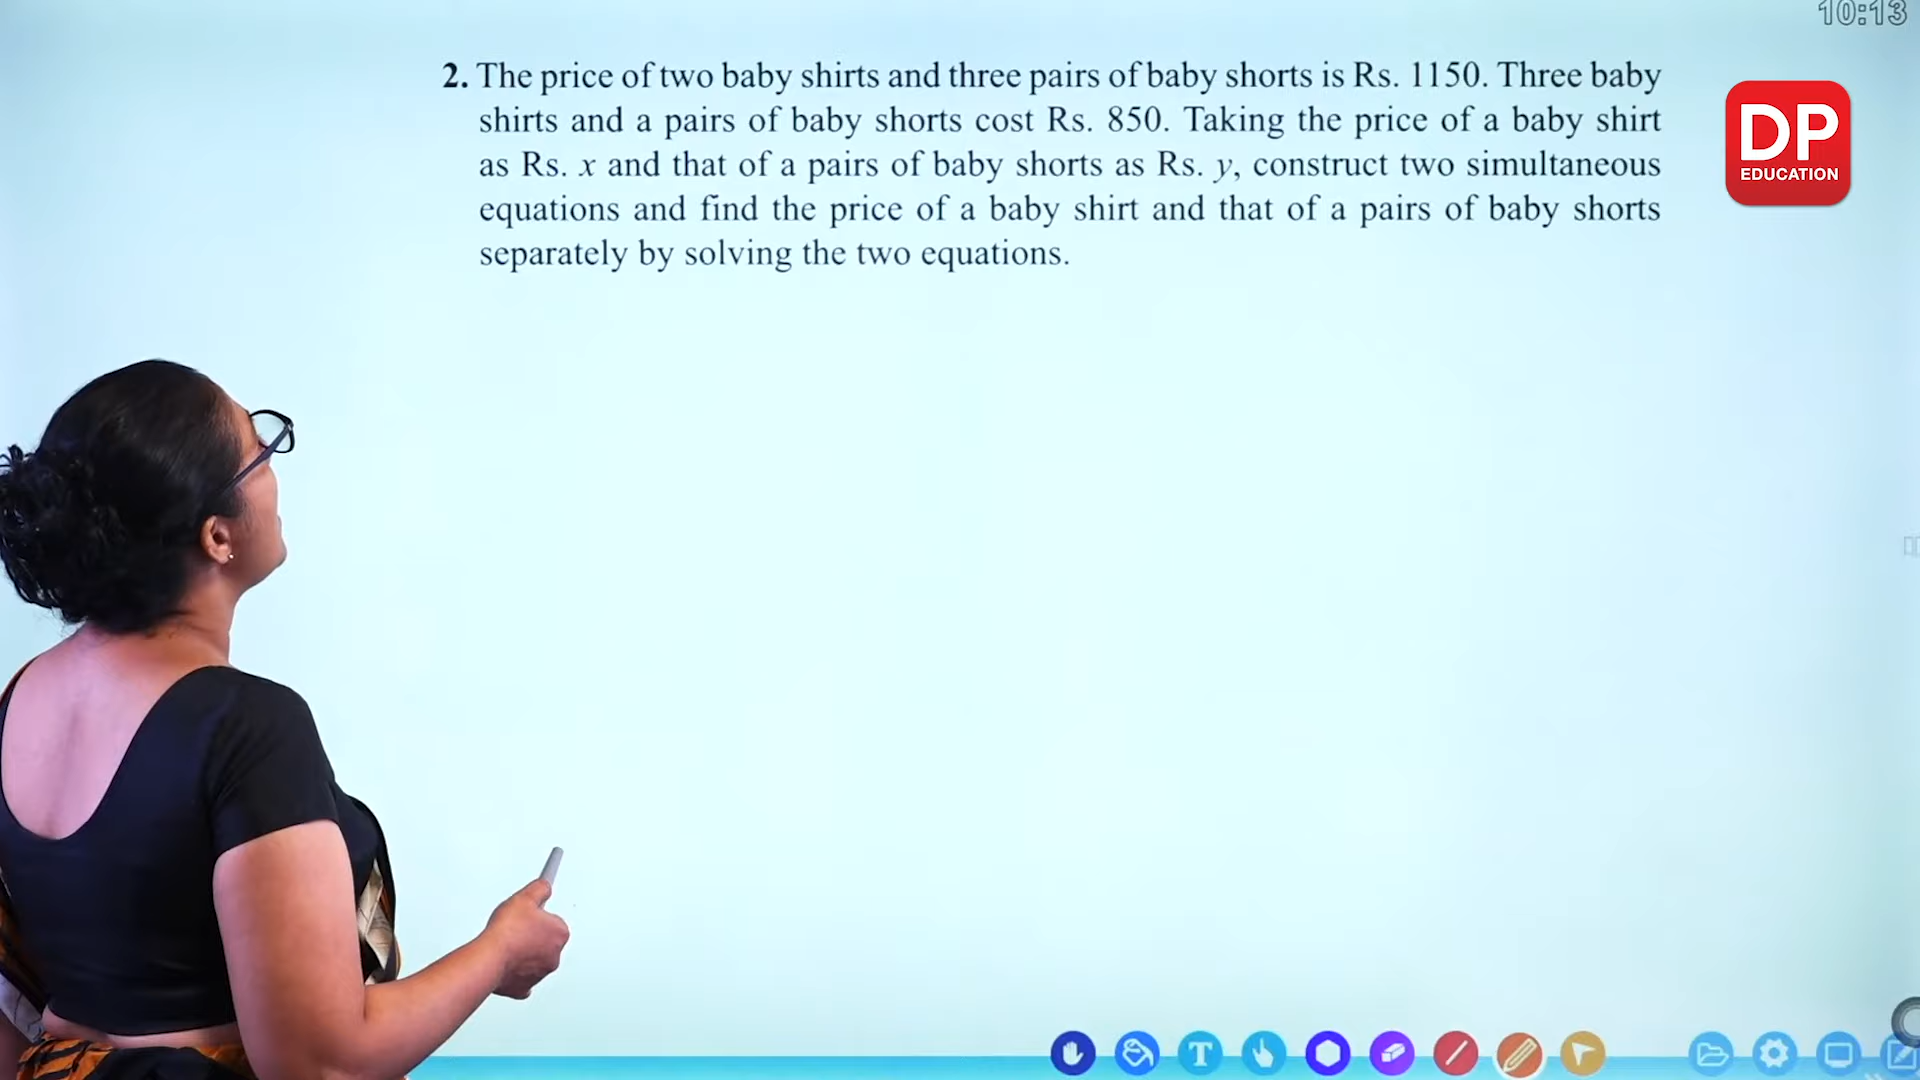 10:13
2. The price of two baby shirts and three pairs of baby shorts is Rs. 1150. Three baby
shirts and a pairs of baby shorts cost Rs. 850. Taking the price of a baby shirt
as Rs. x and that of a pairs of baby shorts as Rs. y, construct two simultaneous
equations and find the price of a baby shirt and that of a pairs of baby shorts
separately by solving the two equations.
DP
EDUCATION
T